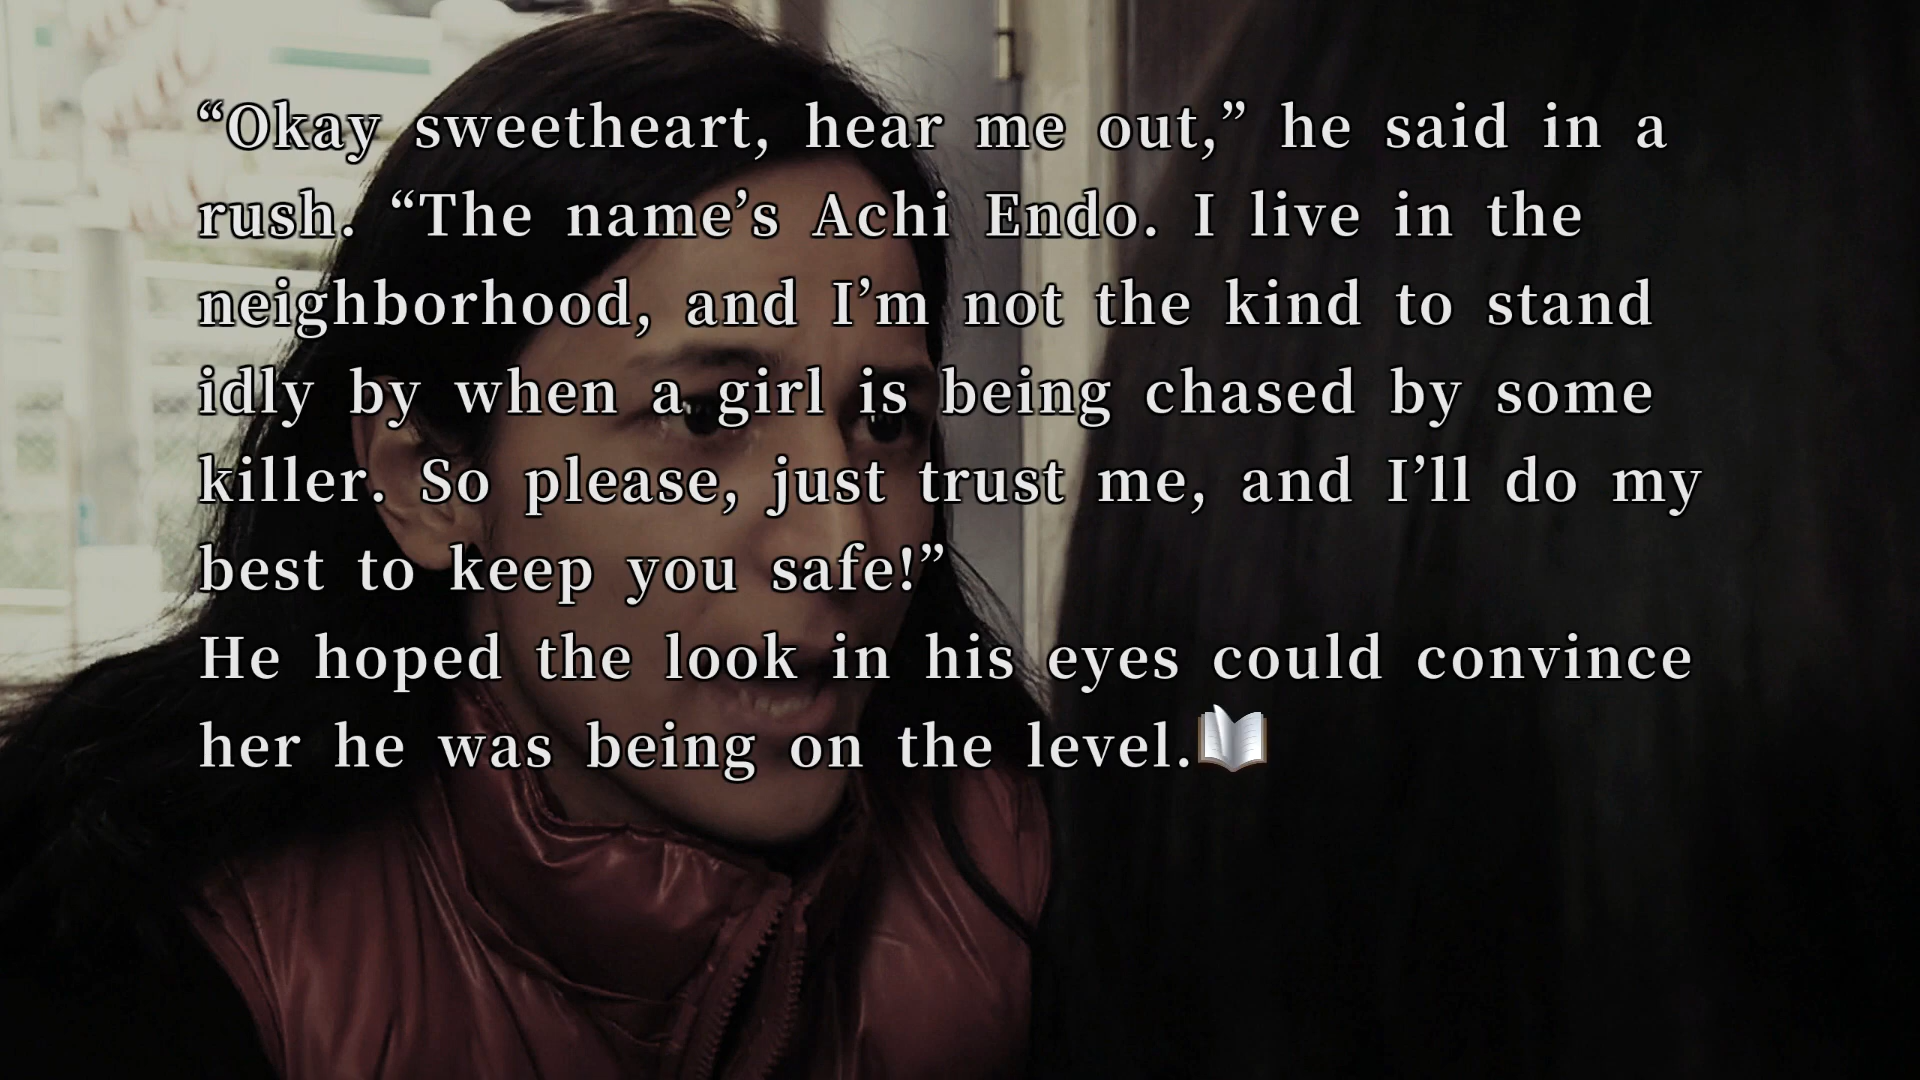 “Okay sweetheart, hear me out,” he said in a
rush. “The name’s Achi Endo. I live in the
neighborhood, and I’m not the kind to stand
idly by when a girl is being chased by some
killer. So please, just trust me, and I’ll do my
best to keep you safe!”
He hoped the look in his eyes could convince
her he was being on the level.